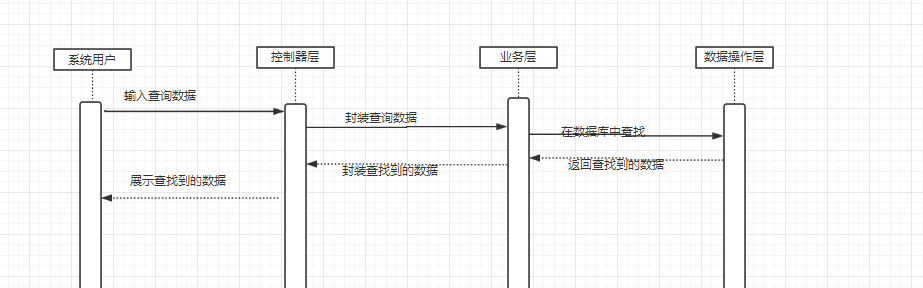 系统用户
控制器层
业务层
数据操作层
输入查询数据
封装查询数据
在数据库中查找
返回查找到的数据
封装查找到的数据
展示查找到的数据